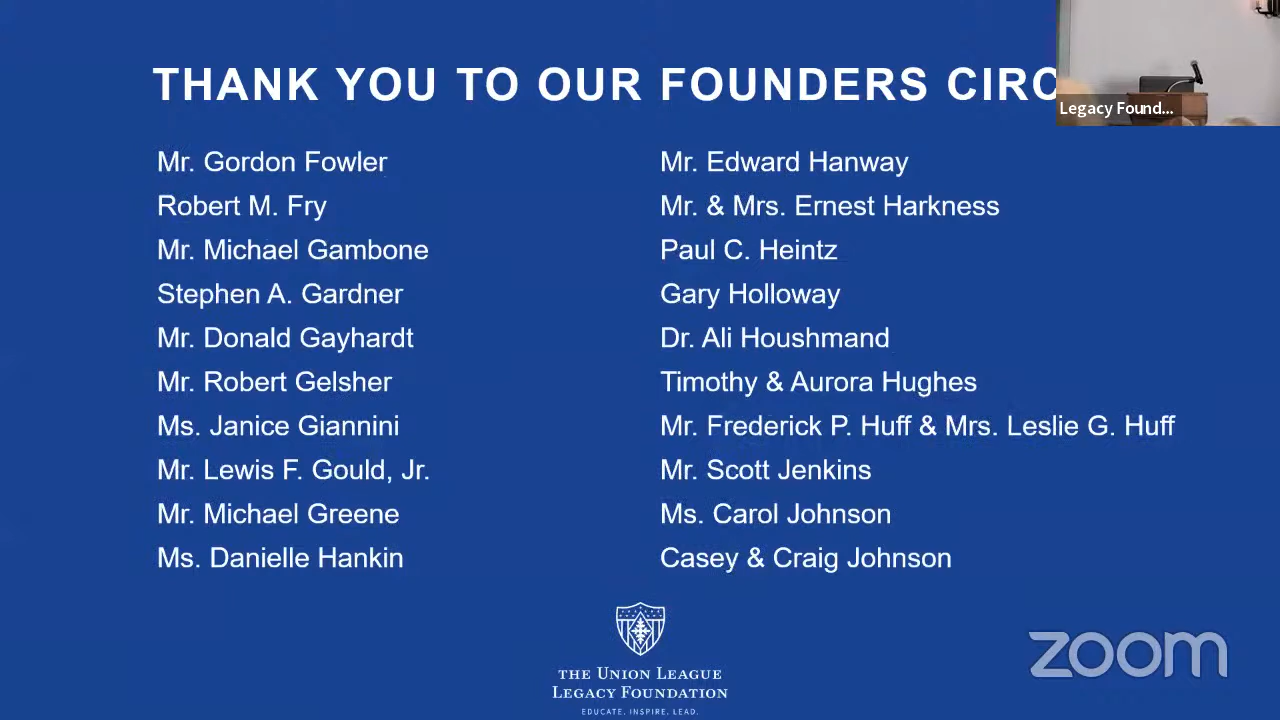 THANK YOU TO OUR FOUNDERS CIRC
Legacy Found...
Mr. Gordon Fowler
Robert M. Fry
Mr. Michael Gambone
Stephen A. Gardner
Mr. Donald Gayhardt
Mr. Robert Gelsher
Ms. Janice Giannini
Mr. Lewis F. Gould, Jr.
Mr. Michael Greene
Ms. Danielle Hankin
Mr. Edward Hanway
Mr. & Mrs. Ernest Harkness
Paul C. Heintz
Gary Holloway
Dr. Ali Houshmand
Timothy & Aurora Hughes
Mr. Frederick P. Huff & Mrs. Leslie G. Huff
Mr. Scott Jenkins
Ms. Carol Johnson
Casey & Craig Johnson
THE UNION LEAGUE
LEGACY FOUNDATION
EDUCATE. INSPIRE. LEAD.
zoom